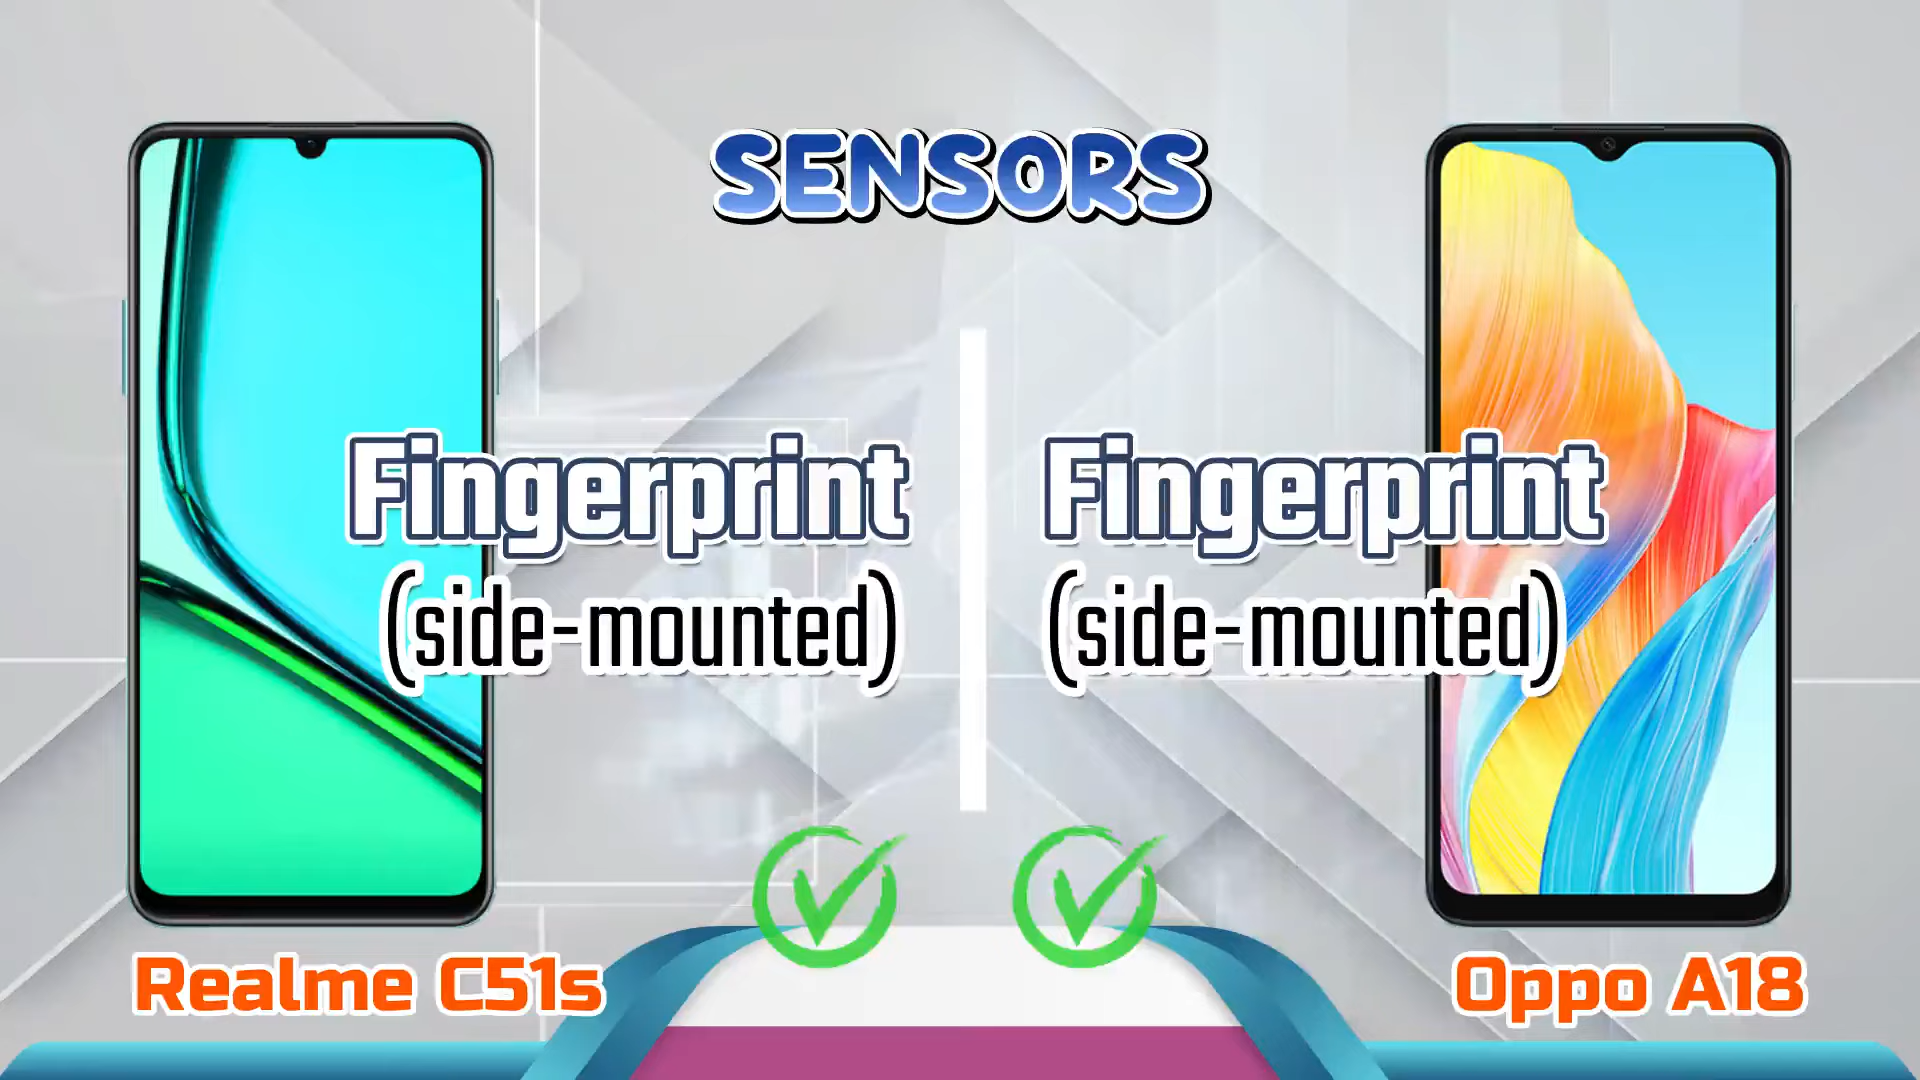 SENSORS
Fingerprint
(side-mounted)
Fingerprint
(side-mounted)
Realme C51s
Oppo A18